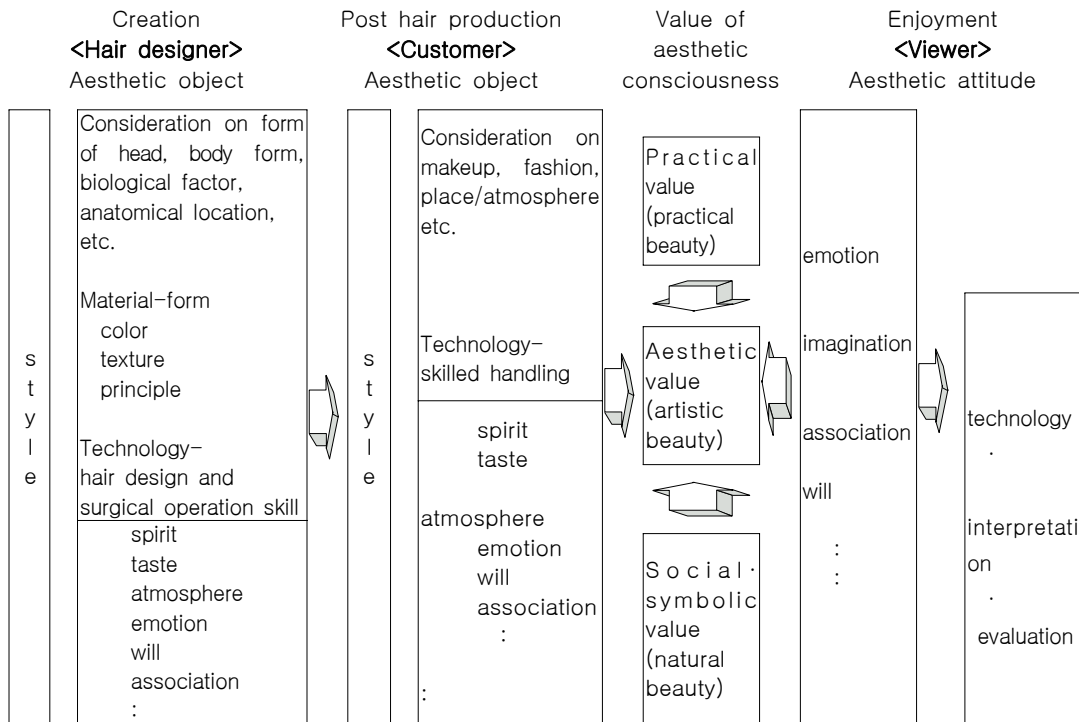 Creation
<Hair designer>
Aesthetic object
Post hair production
<Customer>
Aesthetic object
Value of
aesthetic
consciousness
Enjoyment
<Viewer>
Aesthetic attitude
s
t
y
l
e
Consideration on form
of head, body form,
biological factor,
anatomical location,
etc.
Material-form
color
texture
principle
Technology-
hair design and
surgical operation skill
spirit
taste
atmosphere
emotion
will
association
:
s
t
y
l
e
Consideration on
makeup, fashion,
place/atmosphere
etc.
Technology-
skilled handling
spirit
taste
atmosphere
emotion
will
association
:
:
Practical
value
(practical
beauty)
Aesthetic
value
(artistic
beauty)
Social·
symbolic
value
(natural
beauty)
emotion
imagination
association
will
:
:
technology
·
interpretati
on
·
evaluation